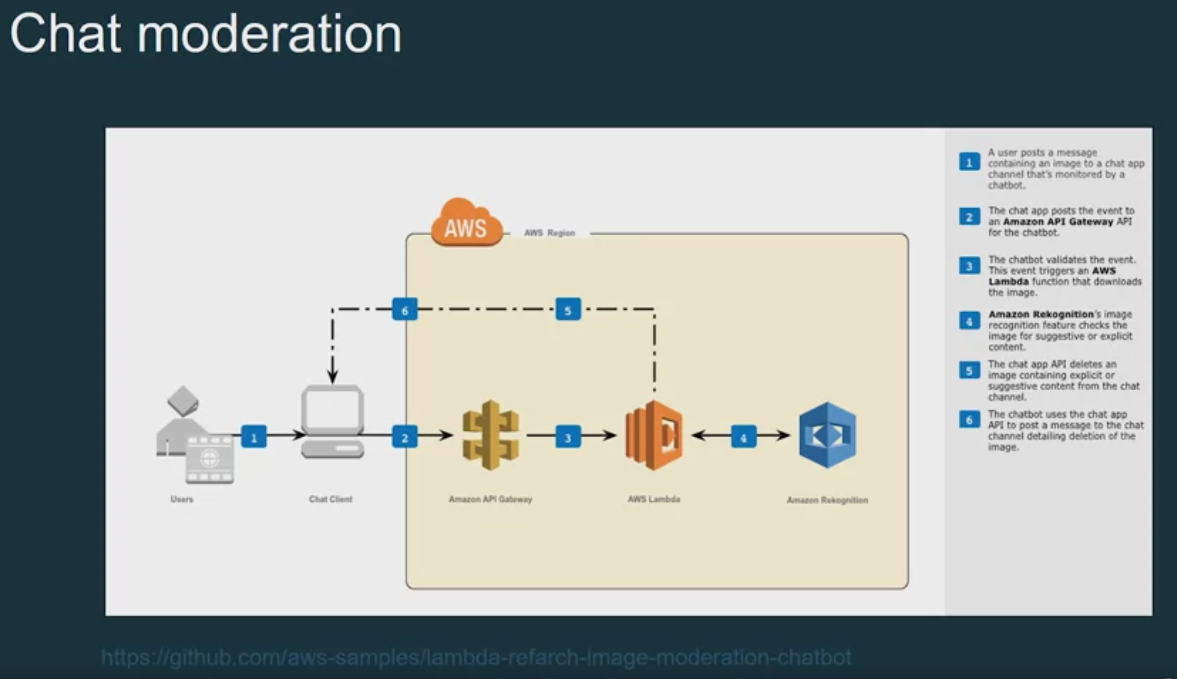 Chat moderation
AWS
AWS Region
6
5
1
2
3
4
Users
Chat Client
Amazon API Gateway
AWS Lambda
Amazon Rekognition
1
A user posts a message
containing an image to a chat app
channel that's monitored by a
chatbot.
2
The chat app posts the event to
an Amazon API Gateway API
for the chatbot.
3
The chatbot validates the event.
This event triggers an AWS
Lambda function that downloads
the image.
4
Amazon Rekognition's image
recognition feature checks the
image for suggestive or explicit
content.
5
The chat app API deletes an
image containing explicit or
suggestive content from the chat
channel.
6
The chatbot uses the chat app
API to post a message to the chat
channel detailing deletion of the
image.
https://github.com/aws-samples/lambda-refarch-image-moderation-chatbot